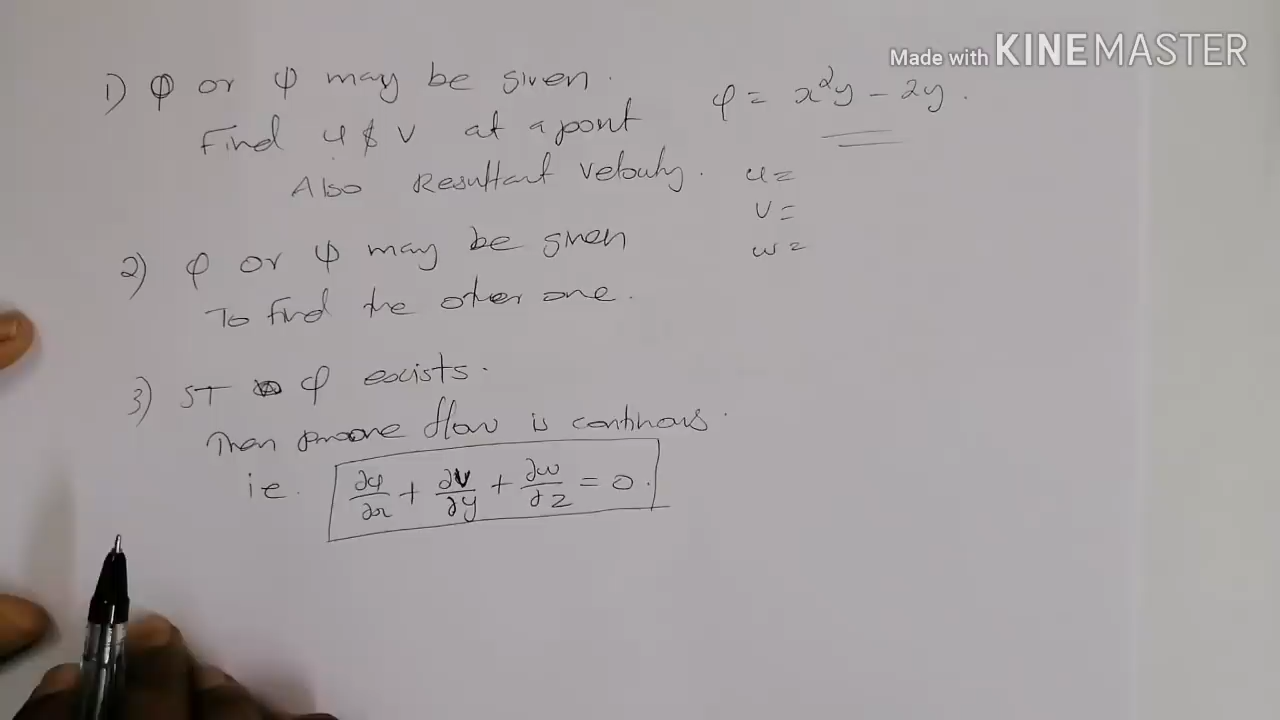 Made with KINEMASTER
1) φ or ψ may be given.
Find u & v at a point
Also Resultant Velocity.
φ = x²y - 2y.
u =
v =
w =
2) φ or ψ may be given
To find the other one.
3) ST φ exists.
Then prove flow is continous.
ie. ∂u/∂x + ∂v/∂y + ∂w/∂z = 0.